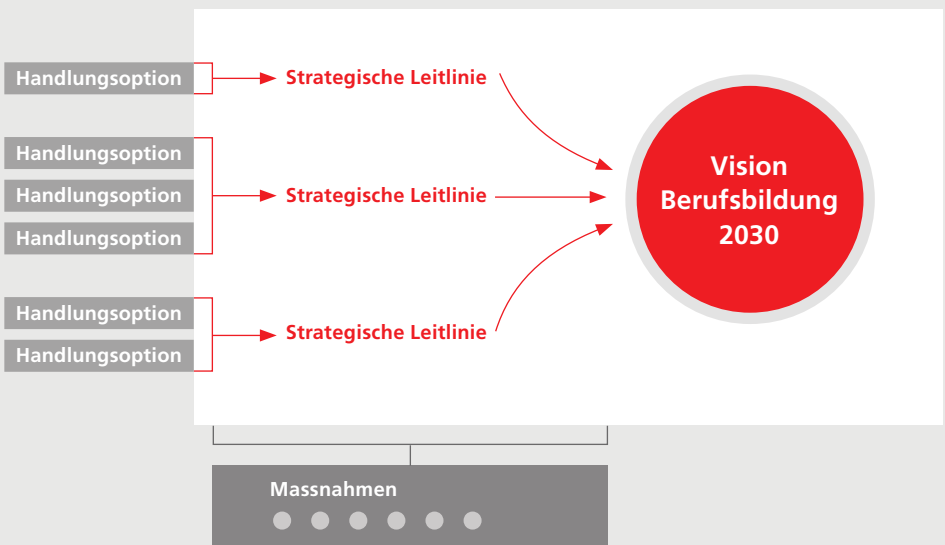 Handlungsoption
Strategische Leitlinie
Handlungsoption
Handlungsoption
Handlungsoption
Strategische Leitlinie
Handlungsoption
Handlungsoption
Strategische Leitlinie
Vision
Berufsbildung
2030
Massnahmen